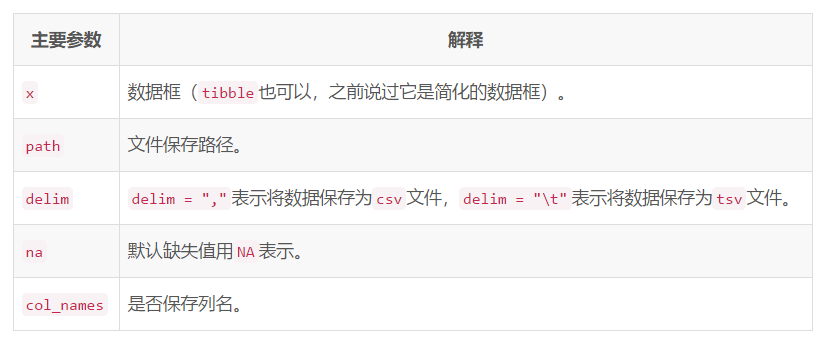 主要参数 解释
x 数据框（tibble也可以，之前说过它是简化的数据框）。
path 文件保存路径。
delim delim = ","表示将数据保存为csv文件，delim = "\t"表示将数据保存为tsv文件。
na 默认缺失值用NA表示。
col_names 是否保存列名。